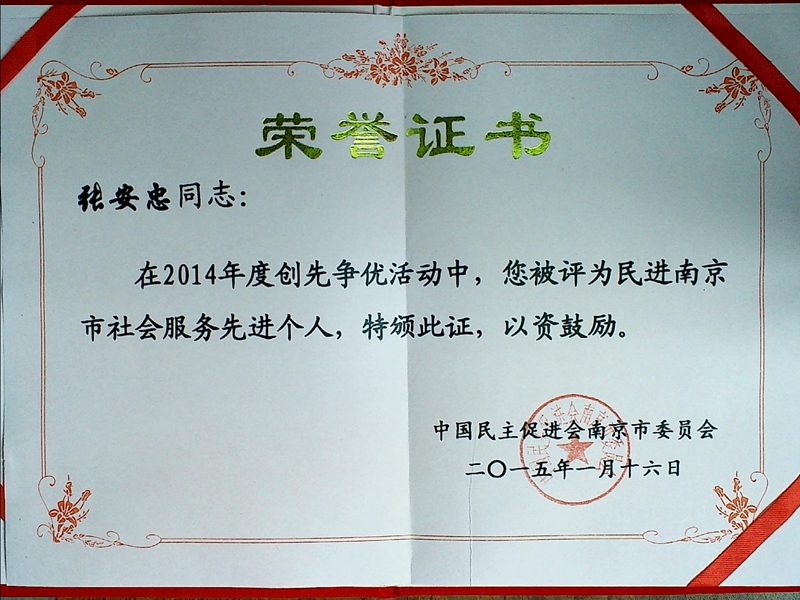 荣誉证书
张安忠同志：
在2014年度创先争优活动中，您被评为民进南京
市社会服务先进个人，特颁此证，以资鼓励。
中国民主促进会南京市委员会
二〇一五年一月十六日